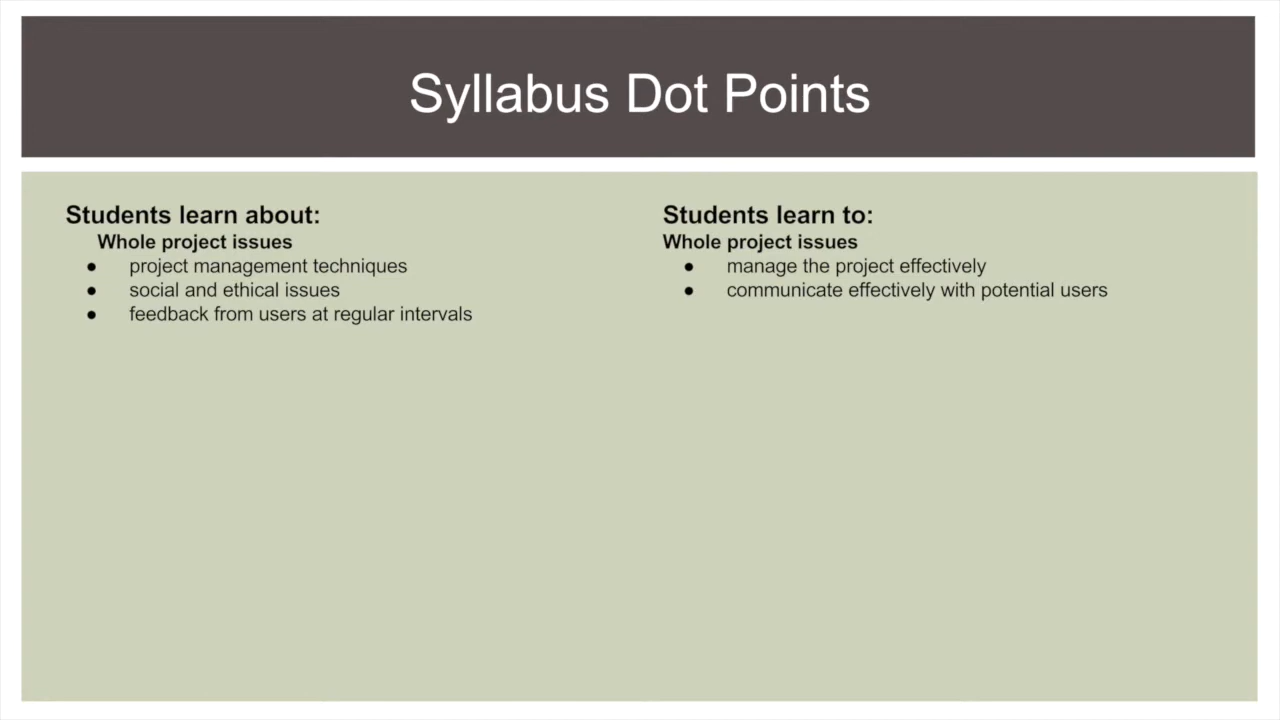 Syllabus Dot Points
Students learn about:
Whole project issues
● project management techniques
● social and ethical issues
● feedback from users at regular intervals
Students learn to:
Whole project issues
● manage the project effectively
● communicate effectively with potential users